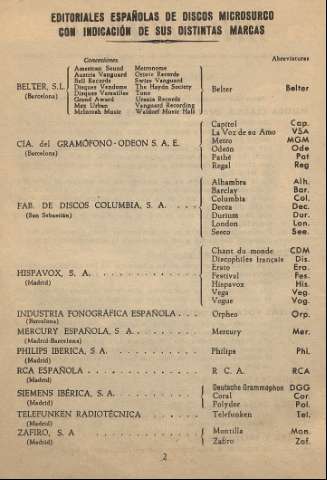 EDITORIALES ESPAÑOLAS DE DISCOS MICROSURCO
CON INDICACIÓN DE SUS DISTINTAS MARCAS
Concesiones
Abreviaturas
BELTER, S.L.
(Barcelona)
American Sound
Austria Vanguard
Bell Records
Disques Vendome
Disques Versailles
Grand Award
Mex Urban
McIntosh Music
Metronome
Octave Records
Swiss Vanguard
The Haydn Society
Tono
Urania Records
Vanguard Recording
Waldorf Music Hall
Belter Belter
CIA. del GRAMÓFONO-ODEON S. A. E.
(Barcelona)
Capitol Cap.
La Voz de su Amo VSA
Metro MGM
Odeón Ode
Pathé Pat
Regal Reg
FAB. DE DISCOS COLUMBIA, S. A. . . .
(San Sebastián)
Alhambra Alh.
Barclay Bar.
Columbia Col.
Decca Dec.
Durium Dur.
London Lon.
Seeco See.
HISPAVOX, S. A. . . . . . . . . . .
(Madrid)
Chant du monde CDM
Discophiles français Dis.
Erato Era.
Festival Fes.
Hispavox His.
Vega Veg.
Vogue Vog.
INDUSTRIA FONOGRÁFICA ESPAÑOLA . . . Orpheo Orp.
(Barcelona)
MERCURY ESPAÑOLA, S. A. . . . . . . Mercury Mer.
(Madrid-Barcelona)
PHILIPS IBERICA, S. A. . . . . . . . Philips Phi.
(Madrid)
RCA ESPAÑOLA . . . . . . . . . . R. C. A. RCA
(Madrid)
SIEMENS IBÉRICA, S. A. . . . . . . .
(Madrid)
Deutsche Grammophon DGG
Coral Cor.
Polydor Pol.
TELEFUNKEN RADIOTÉCNICA . . . . . . Telefunken Tel.
(Madrid)
ZAFIRO, S. A . . . . . . . . . .
(Madrid)
Montilla Mon.
Zafiro Zaf.
2